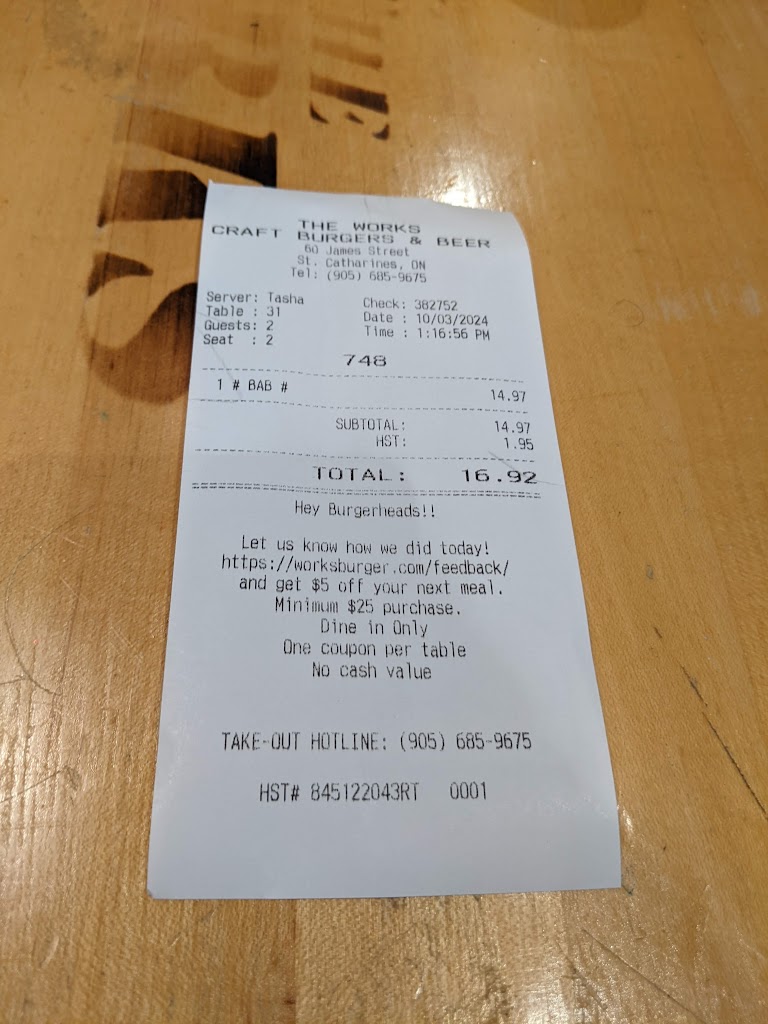 THE WORKS
CRAFT BURGERS & BEER
60 James Street
St. Catharines, ON
Tel: (905) 685-9675
Server: Tasha Check: 382752
Table : 31 Date : 10/03/2024
Guests: 2 Time : 1:16:56 PM
Seat : 2
748
1 # BAB # 14.97
SUBTOTAL: 14.97
HST: 1.95
TOTAL: 16.92
Hey Burgerheads!!
Let us know how we did today!
https://worksburger.com/feedback/
and get $5 off your next meal.
Minimum $25 purchase.
Dine in Only
One coupon per table
No cash value
TAKE-OUT HOTLINE: (905) 685-9675
HST# 845122043RT 0001